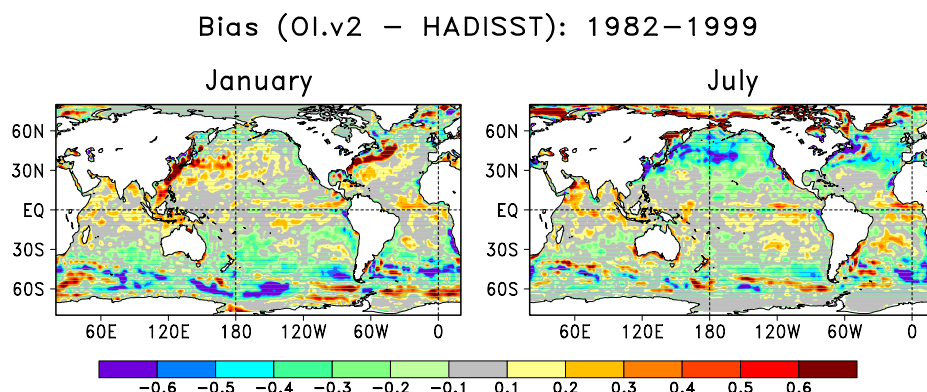 Bias (OI.v2 − HADISST): 1982−1999
January
July
60N
30N
EQ
30S
60S
60E 120E 180 120W 60W 0
60N
30N
EQ
30S
60S
60E 120E 180 120W 60W 0
-0.6 -0.5 -0.4 -0.3 -0.2 -0.1 0.1 0.2 0.3 0.4 0.5 0.6